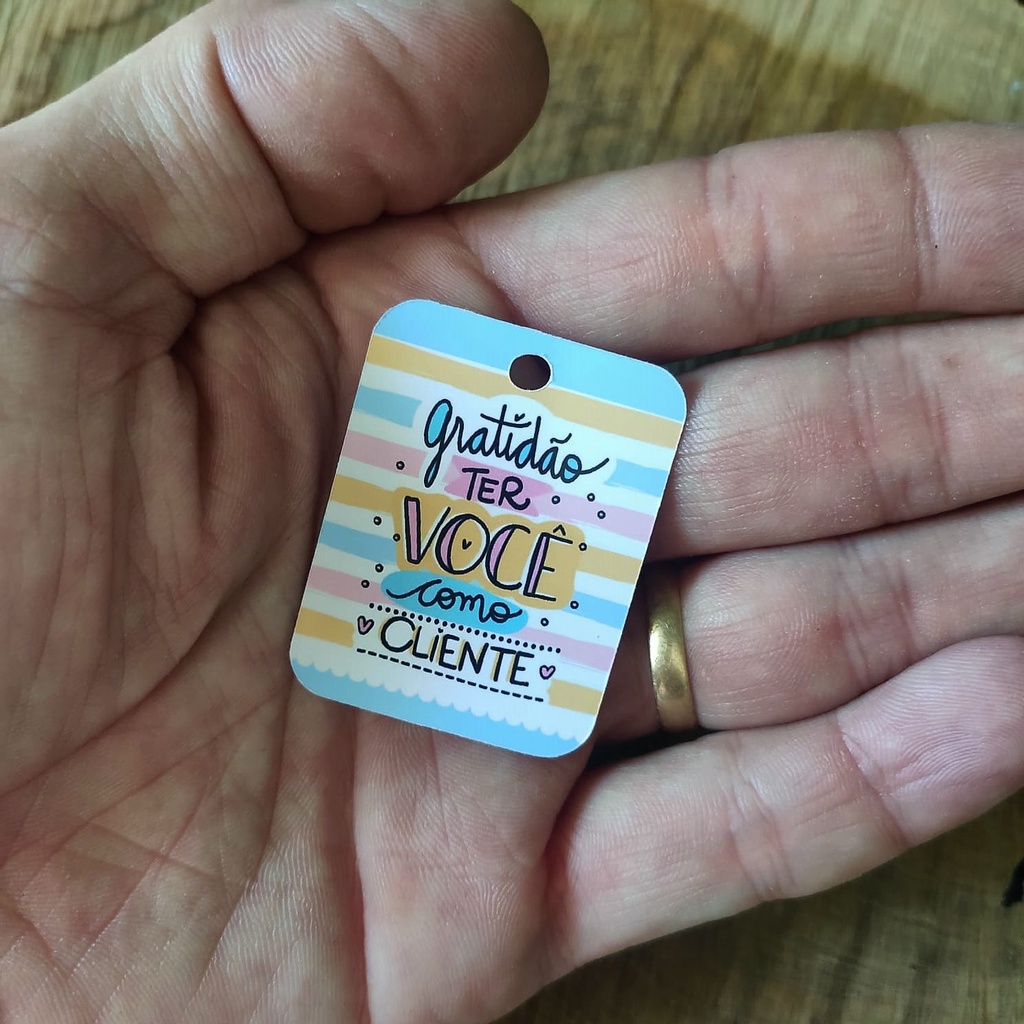 gratidão
TER
VOCÊ
como
CLIENTE